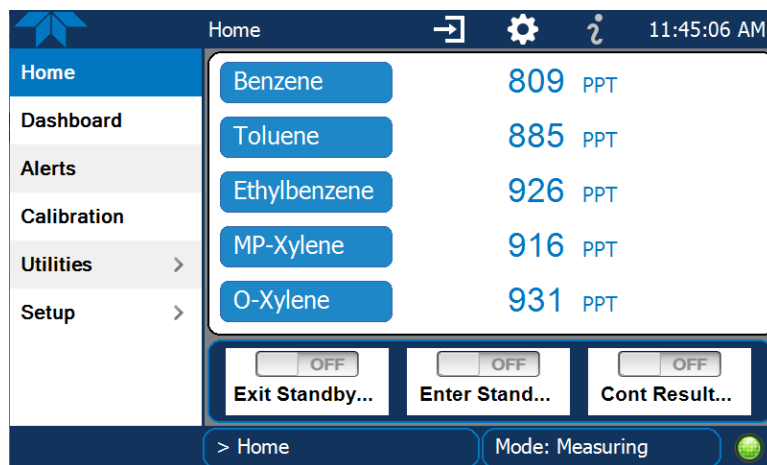 Home 11:45:06 AM
Home
Dashboard
Alerts
Calibration
Utilities >
Setup >
Benzene 809 PPT
Toluene 885 PPT
Ethylbenzene 926 PPT
MP-Xylene 916 PPT
O-Xylene 931 PPT
OFF OFF OFF
Exit Standby... Enter Stand... Cont Result...
> Home Mode: Measuring